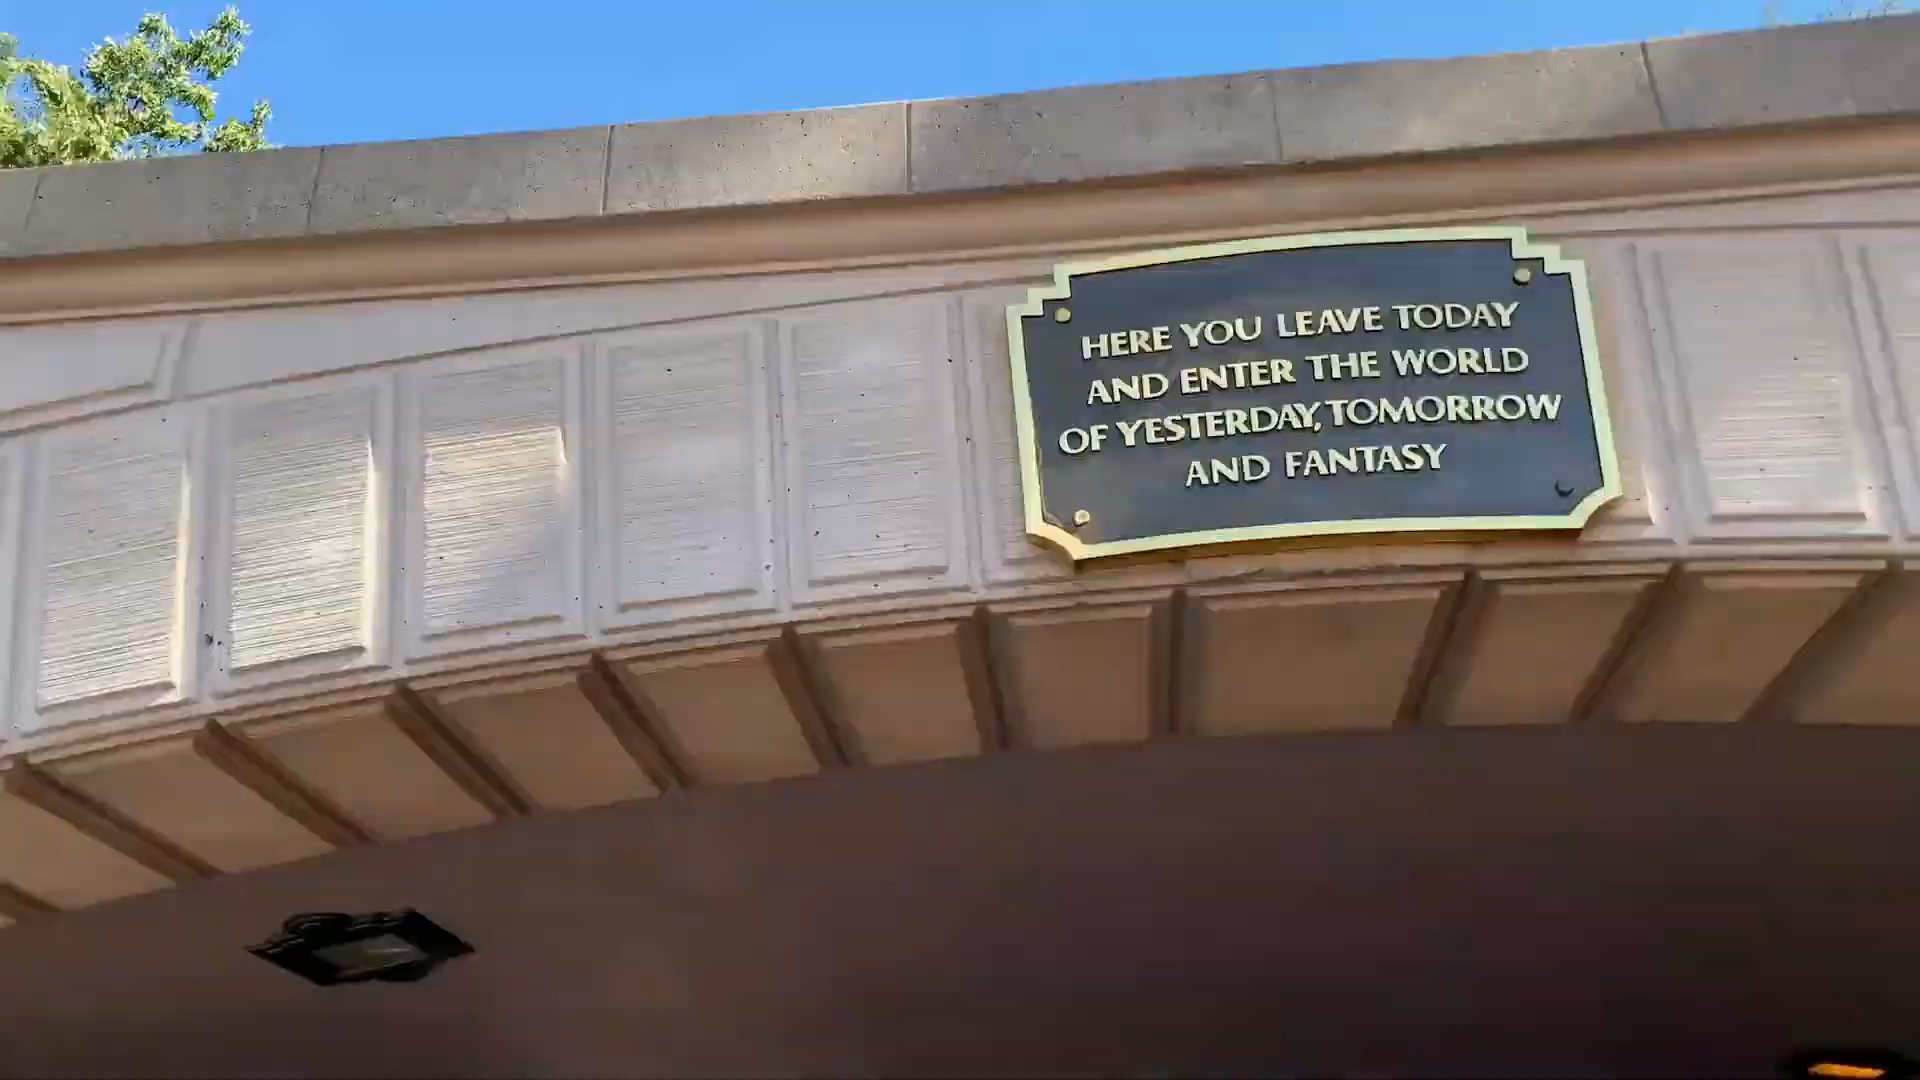 HERE YOU LEAVE TODAY
AND ENTER THE WORLD
OF YESTERDAY, TOMORROW
AND FANTASY